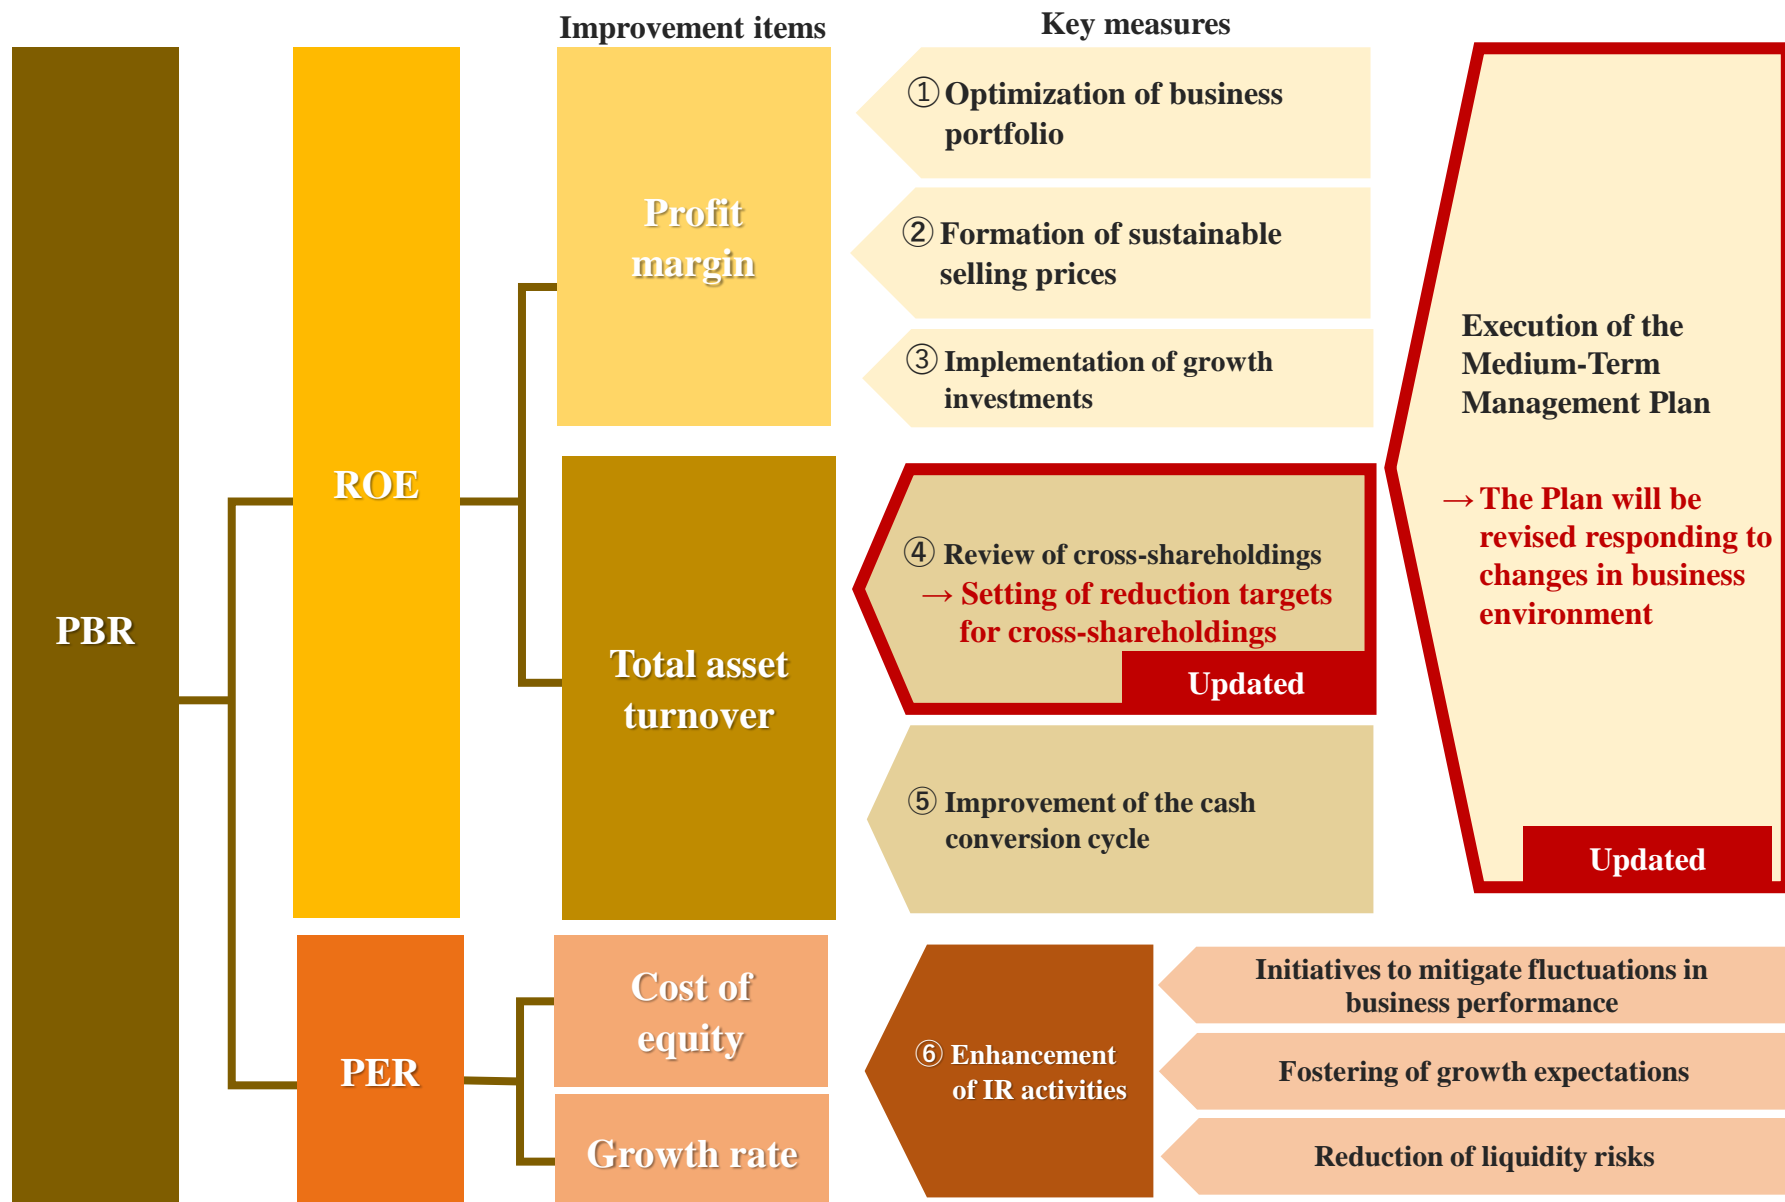 Improvement items
Key measures
PBR
ROE
PER
Profit
margin
Total asset
turnover
Cost of
equity
Growth rate
① Optimization of business
portfolio
② Formation of sustainable
selling prices
③ Implementation of growth
investments
④ Review of cross-shareholdings
→ Setting of reduction targets
for cross-shareholdings
Updated
⑤ Improvement of the cash
conversion cycle
⑥ Enhancement
of IR activities
Execution of the
Medium-Term
Management Plan
→ The Plan will be
revised responding to
changes in business
environment
Updated
Initiatives to mitigate fluctuations in
business performance
Fostering of growth expectations
Reduction of liquidity risks